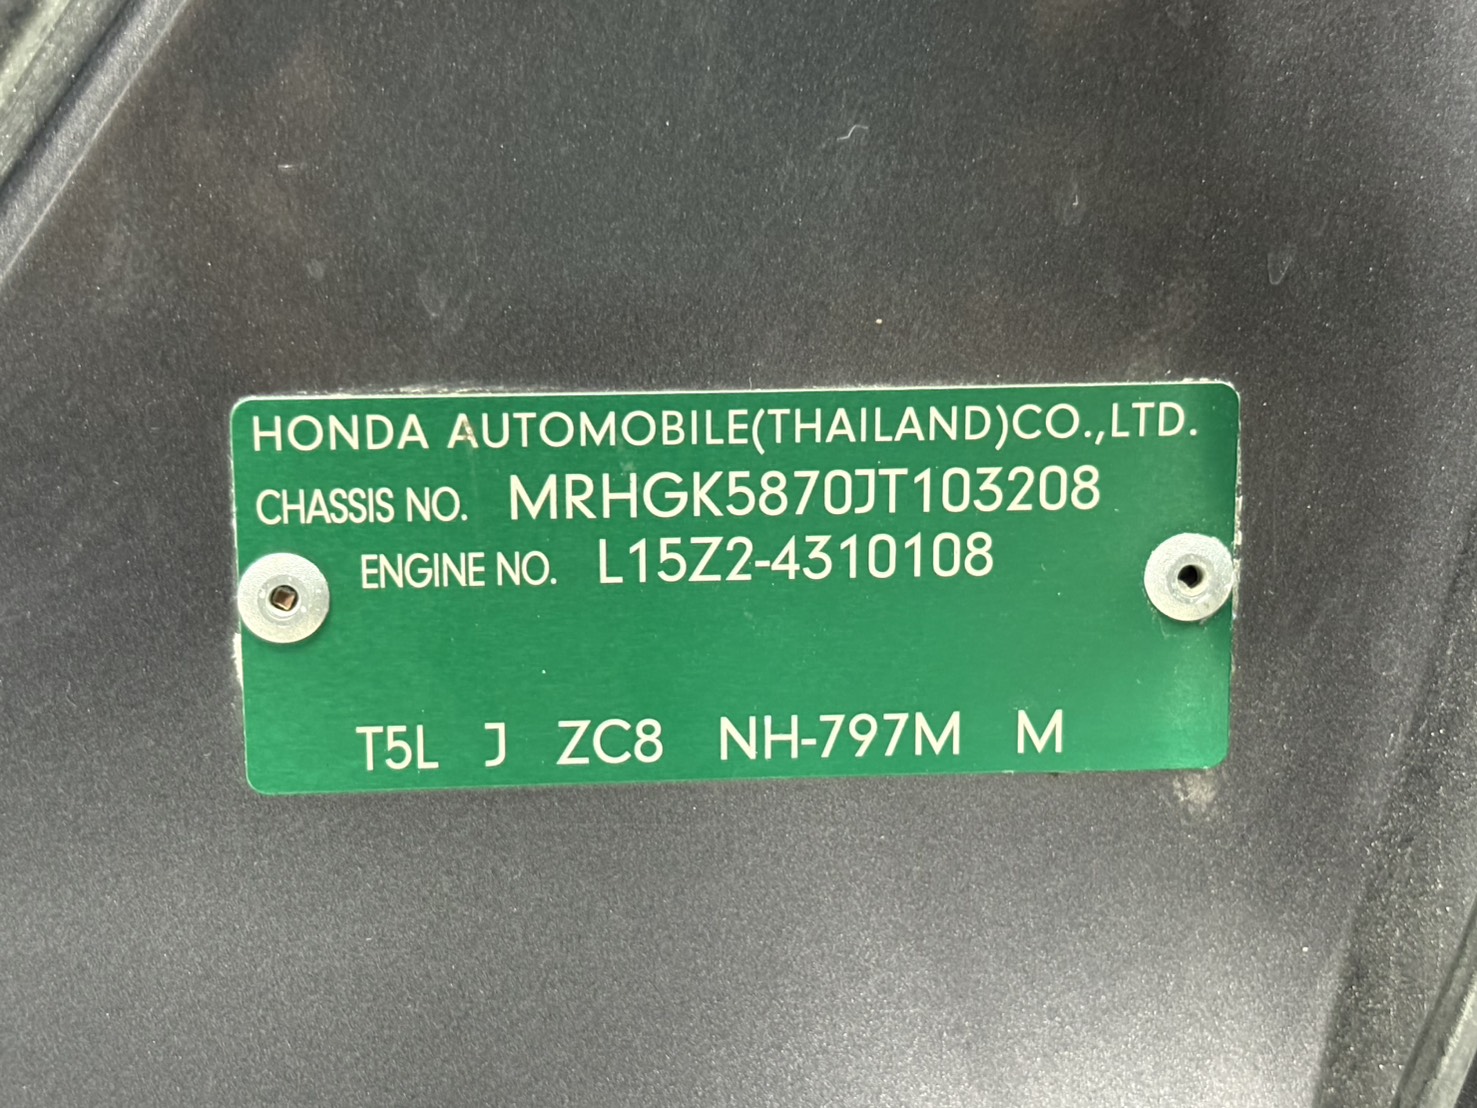 HONDA AUTOMOBILE(THAILAND)CO.,LTD.
CHASSIS NO. MRHGK5870JT103208
ENGINE NO. L15Z2-4310108
T5L J ZC8 NH-797M M